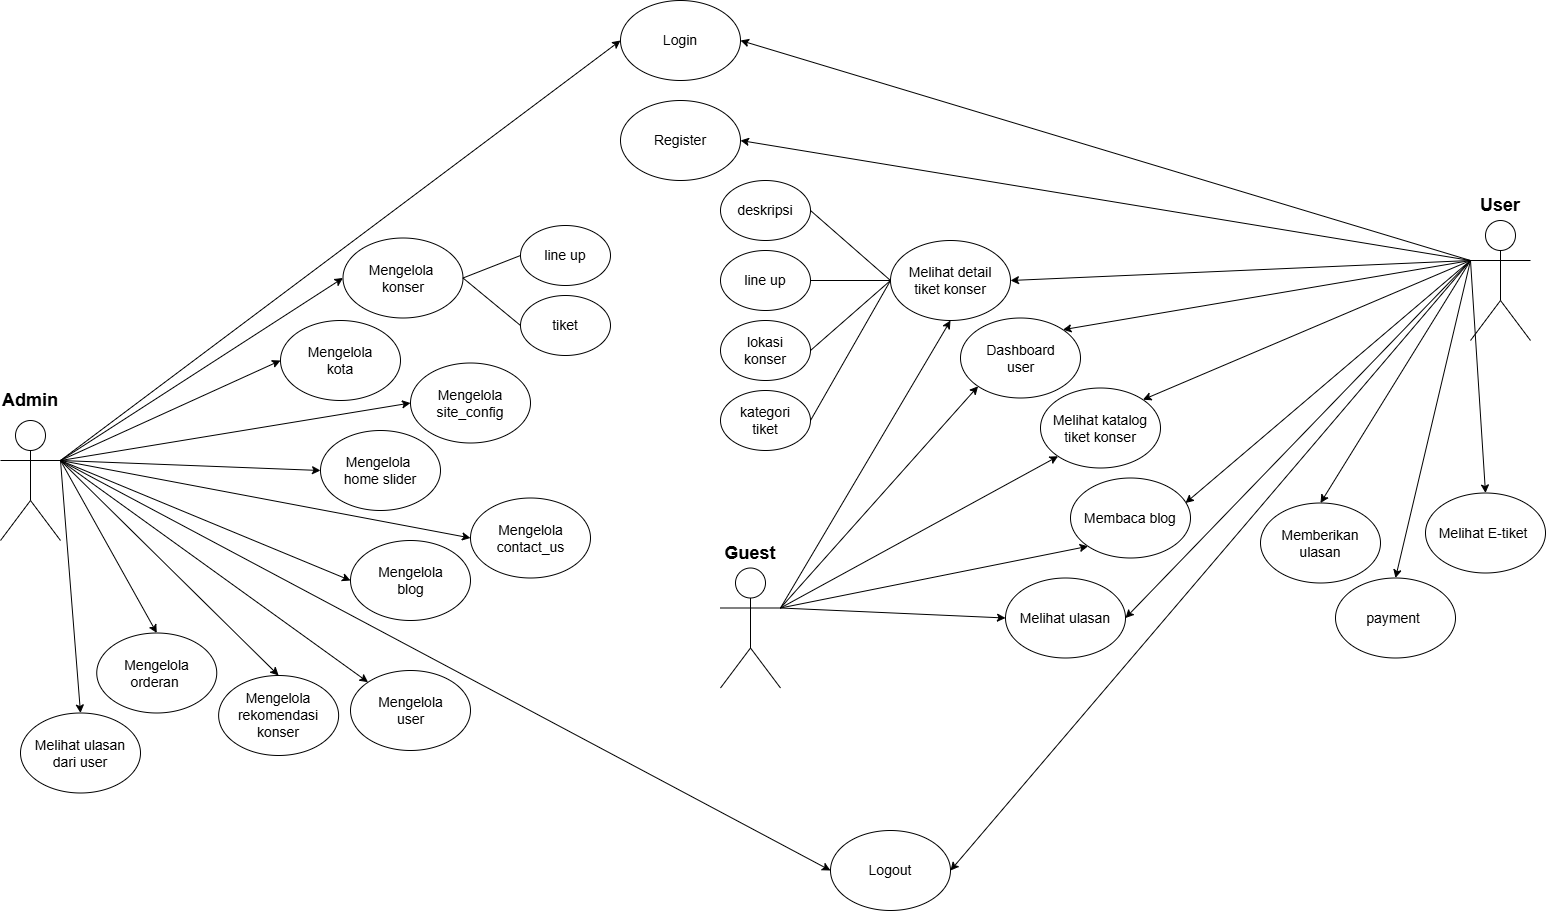 Login
Register
deskripsi
User
line up
Mengelola
konser
Melihat detail
tiket konser
line up
tiket
Mengelola
kota
lokasi
konser
Dashboard
user
Admin
Mengelola
site_config
kategori
tiket
Melihat katalog
tiket konser
Mengelola
home slider
Mengelola
contact_us
Membaca blog
Memberikan
ulasan
Melihat E-tiket
Guest
Mengelola
blog
Melihat ulasan
payment
Mengelola
orderan
Mengelola
rekomendasi
konser
Mengelola
user
Melihat ulasan
dari user
Logout